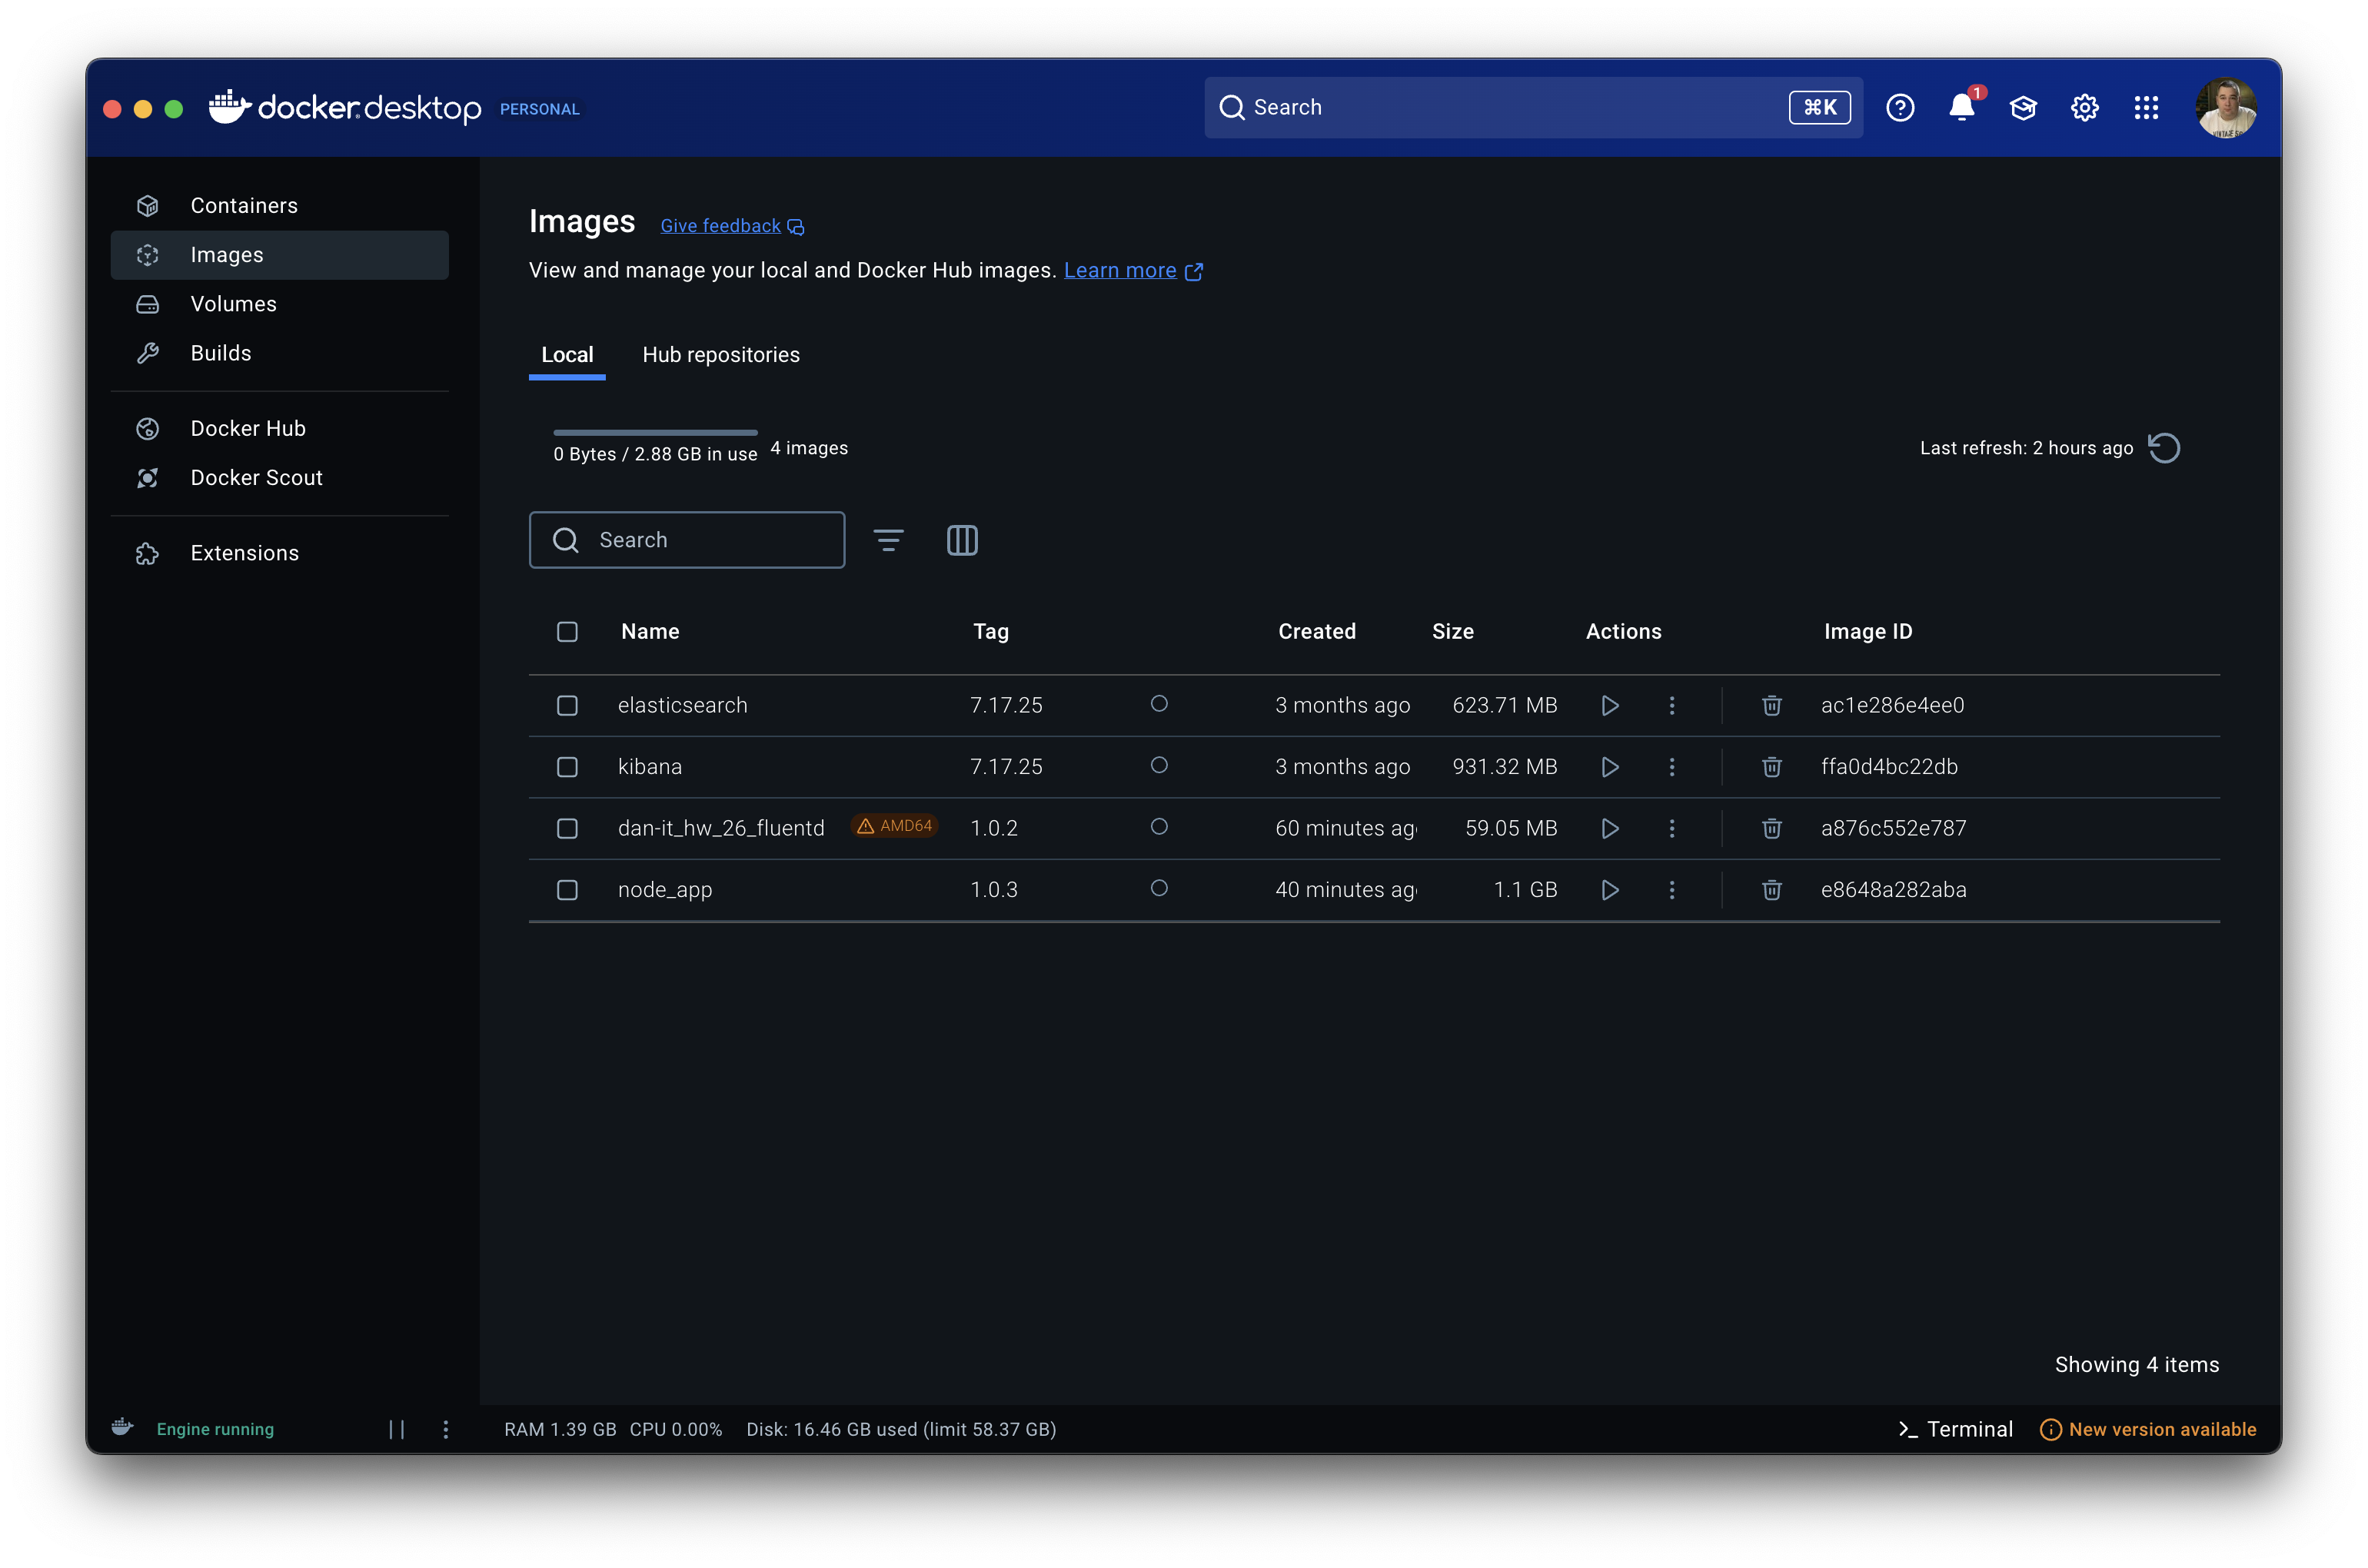 docker desktop PERSONAL
Search ⌘K
1
Containers
Images
Volumes
Builds
Docker Hub
Docker Scout
Extensions
Images Give feedback
View and manage your local and Docker Hub images. Learn more
Local Hub repositories
0 Bytes / 2.88 GB in use 4 images
Last refresh: 2 hours ago
Search
Name Tag Created Size Actions Image ID
elasticsearch 7.17.25 3 months ago 623.71 MB ac1e286e4ee0
kibana 7.17.25 3 months ago 931.32 MB ffa0d4bc22db
dan-it_hw_26_fluentd AMD64 1.0.2 60 minutes ag 59.05 MB a876c552e787
node_app 1.0.3 40 minutes ag 1.1 GB e8648a282aba
Showing 4 items
Engine running RAM 1.39 GB CPU 0.00% Disk: 16.46 GB used (limit 58.37 GB) Terminal New version available